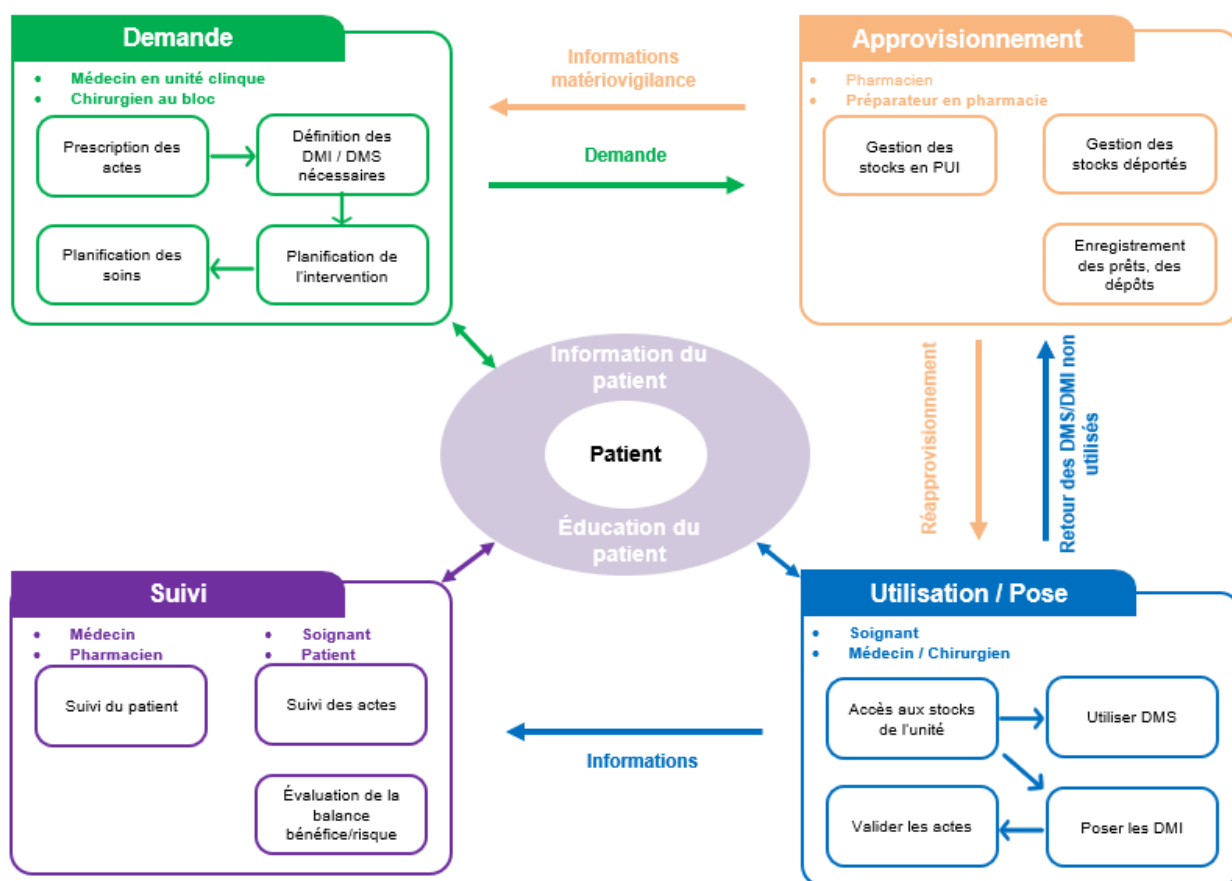 Demande
Médecin en unité clinque
Chirurgien au bloc
Prescription des
actes
Définition des
DMI / DMS
nécessaires
Planification des
soins
Planification de
l'intervention
Informations
matériovigilance
Demande
Approvisionnement
Pharmacien
Préparateur en pharmacie
Gestion des
stocks en PUI
Gestion des
stocks déportés
Enregistrement
des prêts, des
dépôts
Information du
patient
Patient
Éducation du
patient
Réapprovisionnement
Retour des DMS/DMI non
utilisés
Suivi
Médecin
Pharmacien
Soignant
Patient
Suivi du patient
Suivi des actes
Évaluation de la
balance
bénéfice/risque
Informations
Utilisation / Pose
Soignant
Médecin / Chirurgien
Accès aux stocks
de l'unité
Utiliser DMS
Valider les actes
Poser les DMI